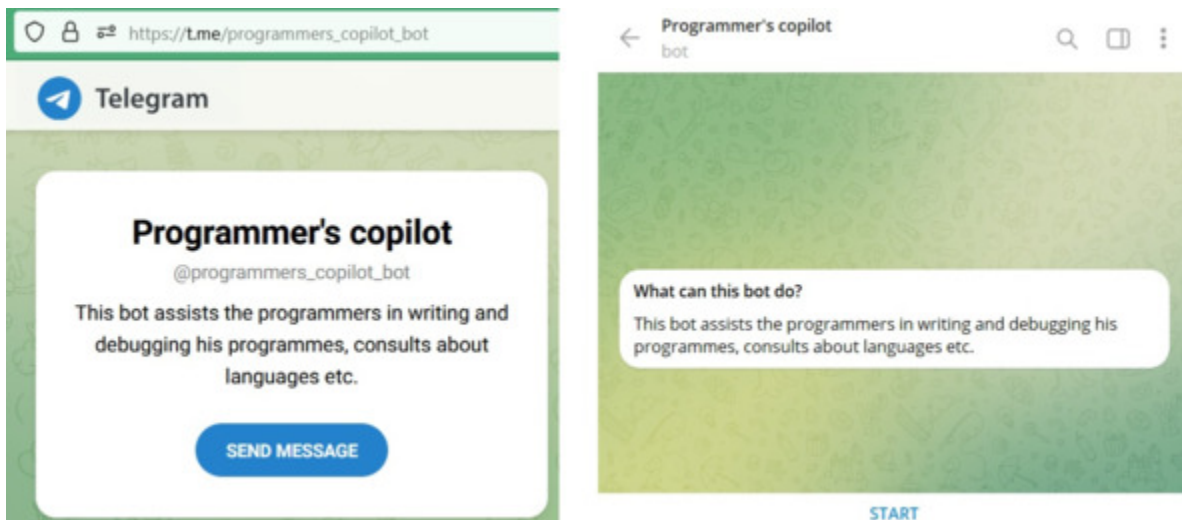 https://t.me/programmers_copilot_bot
Telegram
Programmer's copilot
@programmers_copilot_bot
This bot assists the programmers in writing and
debugging his programmes, consults about
languages etc.
SEND MESSAGE
Programmer's copilot
bot
What can this bot do?
This bot assists the programmers in writing and debugging his
programmes, consults about languages etc.
START